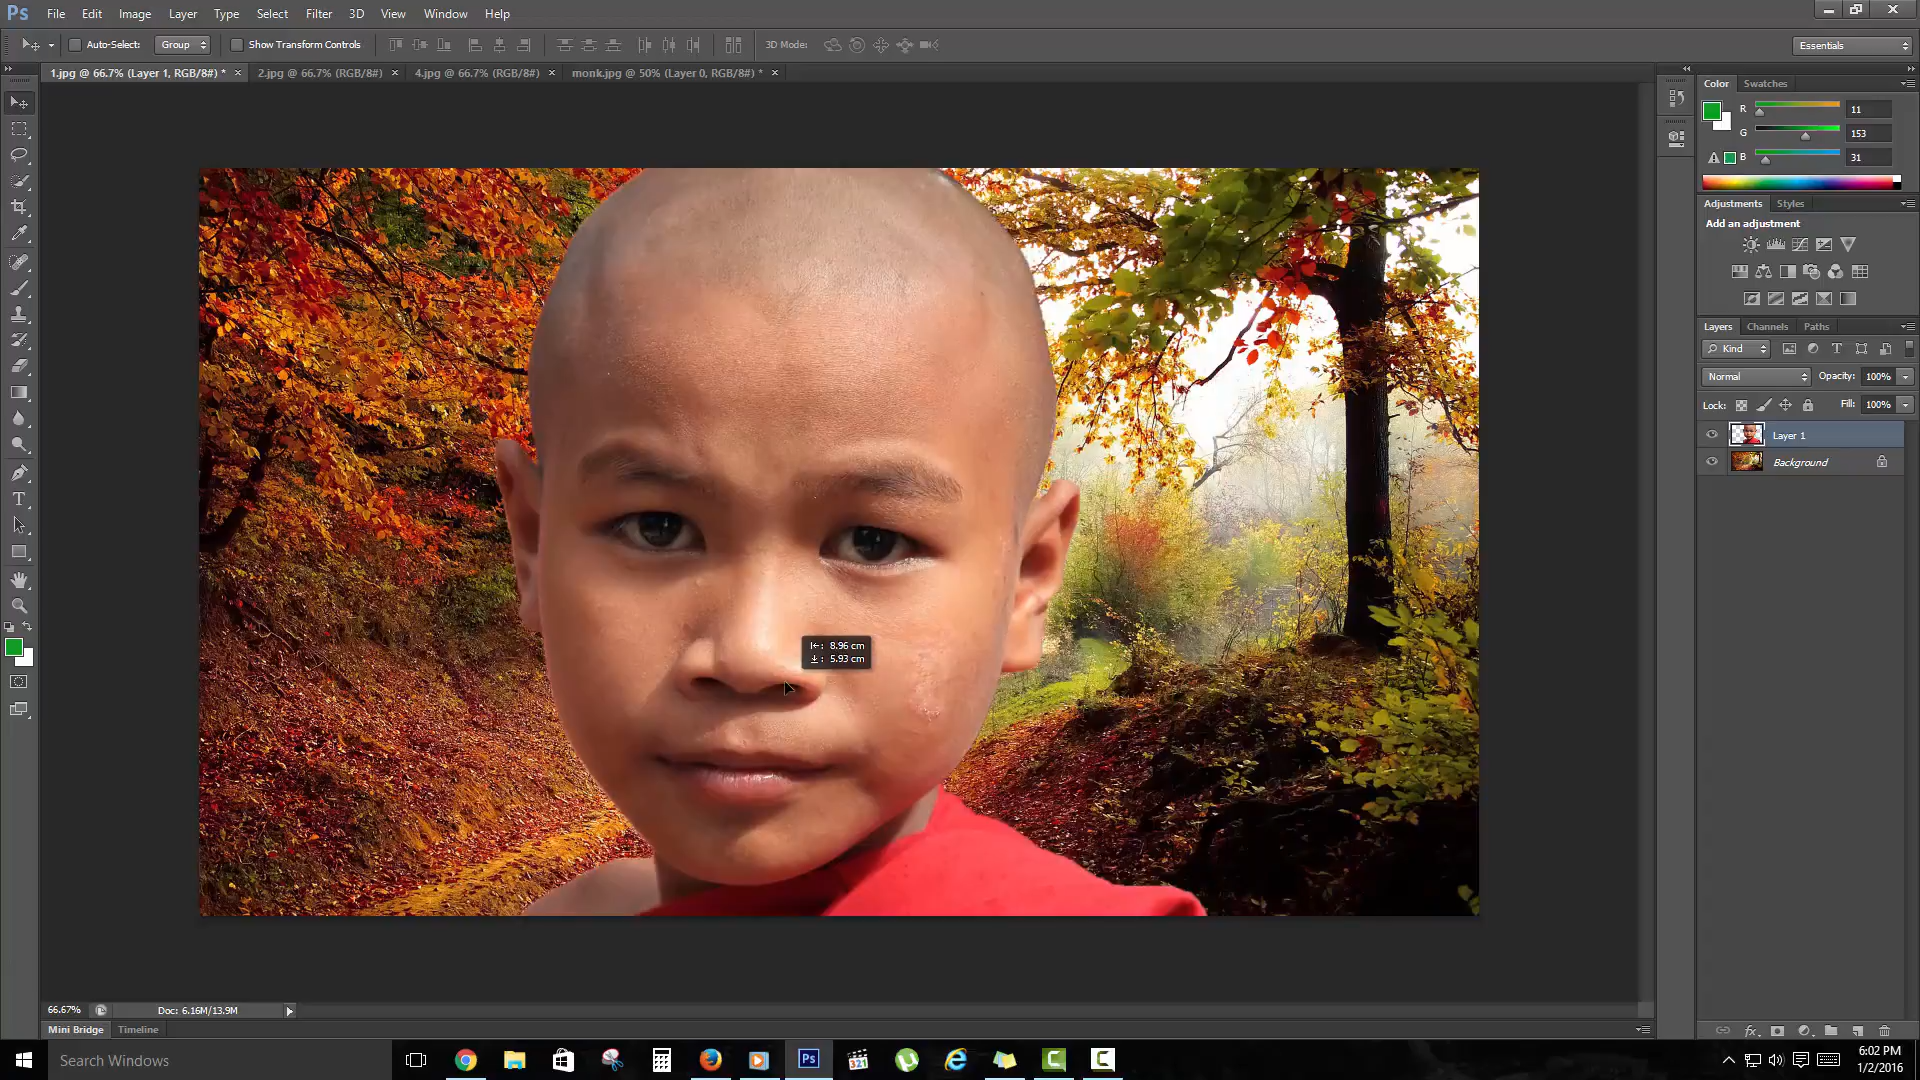 Ps File Edit Image Layer Type Select Filter 3D View Window Help
Auto-Select: Group Show Transform Controls 3D Mode: Essentials
1.jpg @ 66.7% (Layer 1, RGB/8#) * × 2.jpg @ 66.7% (RGB/8#) × 4.jpg @ 66.7% (RGB/8#) × monk.jpg @ 50% (Layer 0, RGB/8#) * ×
Color Swatches
R 11
G 153
B 31
Adjustments Styles
Add an adjustment
Layers Channels Paths
Kind
Normal Opacity: 100%
Lock: Fill: 100%
Layer 1
Background
8.96 cm
5.93 cm
66.67% Doc: 6.16M/13.9M
Mini Bridge Timeline
Search Windows
Ps
321
6:02 PM
1/2/2016